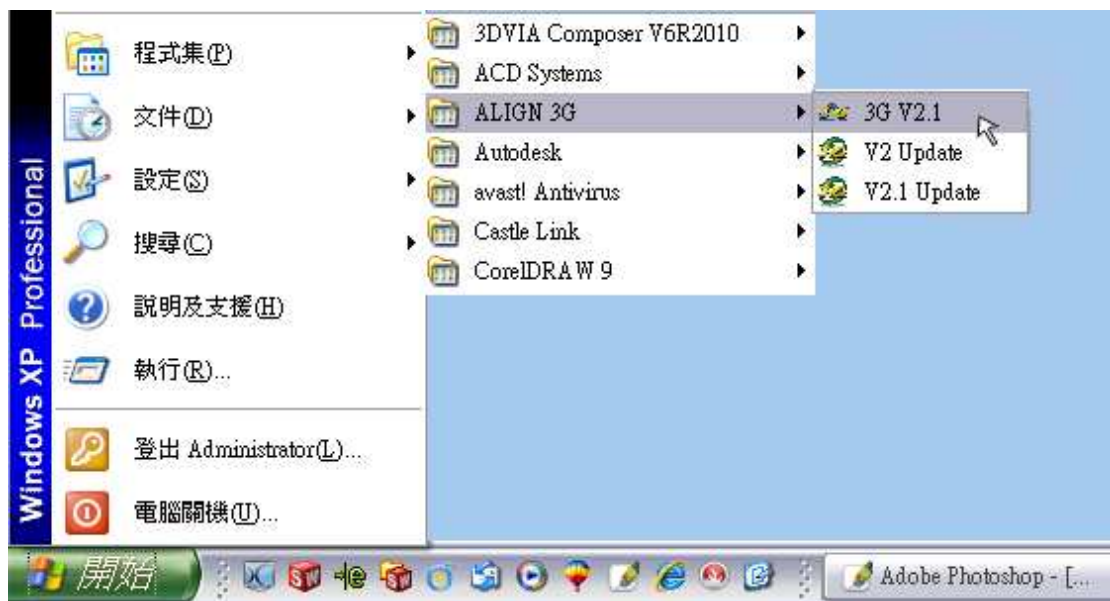 Windows XP Professional
程式集(P)
文件(D)
設定(S)
搜尋(C)
說明及支援(H)
執行(R)...
登出 Administrator(L)...
電腦關機(U)...
3DVIA Composer V6R2010
ACD Systems
ALIGN 3G
Autodesk
avast! Antivirus
Castle Link
CorelDRAW 9
3G V2.1
V2 Update
V2.1 Update
開始
Adobe Photoshop - [...